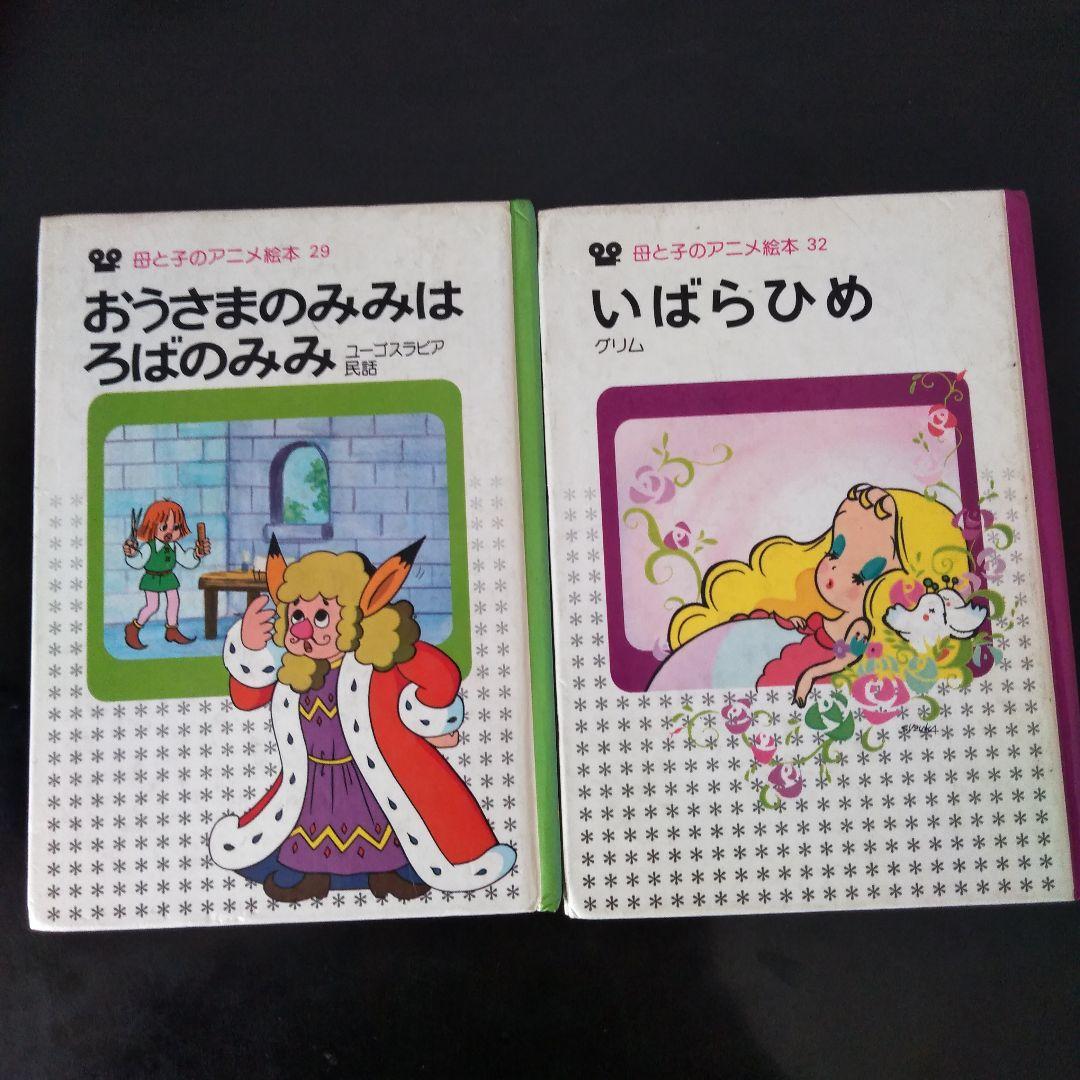 母と子のアニメ絵本 29
おうさまのみみは
ろばのみみ
ユーゴスラビア
民話
母と子のアニメ絵本 32
いばらひめ
グリム